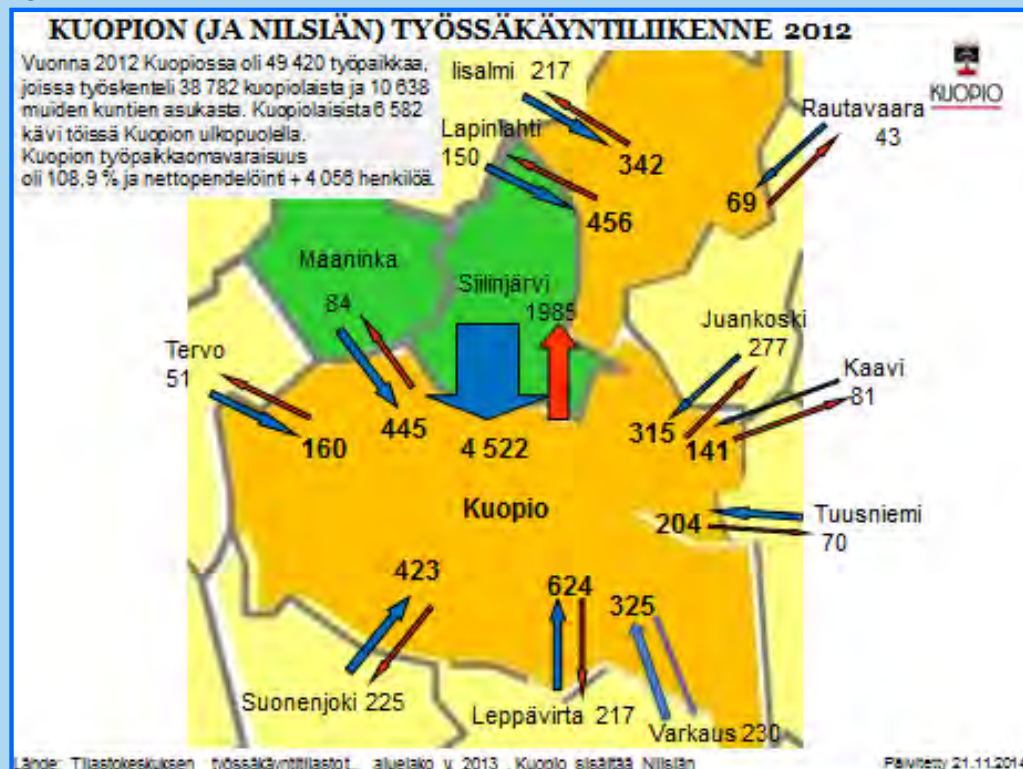 KUOPION (JA NILSIÄN) TYÖSSÄKÄYNTILIIKENNE 2012
Vuonna 2012 Kuopiossa oli 49 420 työpaikkaa,
joissa työskenteli 38 782 kuopiolaista ja 10 638
muiden kuntien asukasta. Kuopiolaisista 6 582
kävi töissä Kuopion ulkopuolella.
Kuopion työpaikkaomavaraisuus
oli 108,9 % ja nettopendelöinti + 4 056 henkilöä.
KUOPIO
Iisalmi 217
342
Lapinlahti
150
456
Rautavaara
43
69
Maaninka
84
445
Siilinjärvi
1985
4 522
Juankoski
277
315
Kaavi
81
141
Tervo
51
160
Kuopio
Tuusniemi
70
204
423
Suonenjoki 225
624
Leppävirta 217
325
Varkaus 230
Lähde: Tilastokeskuksen työssäkäyntitilastot, aluejako v. 2013, Kuopio sisältää Nilsiän
Päivitetty 21.11.2014